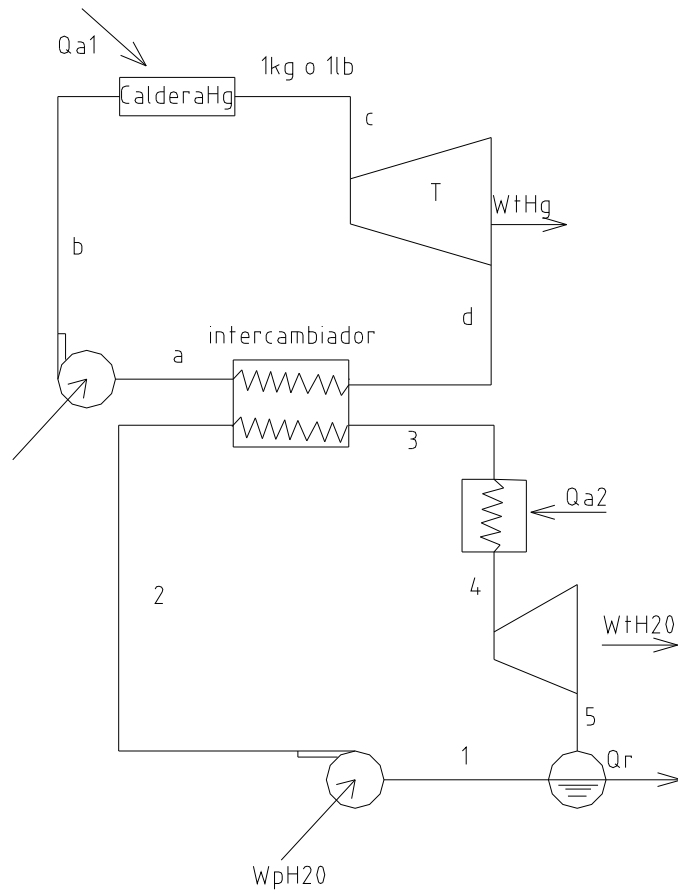 Qa1
1kg o 1lb
CalderaHg
c
T
WtHg
b
d
intercambiador
a
3
Qa2
4
2
WtH20
5
1
Qr
WpH20